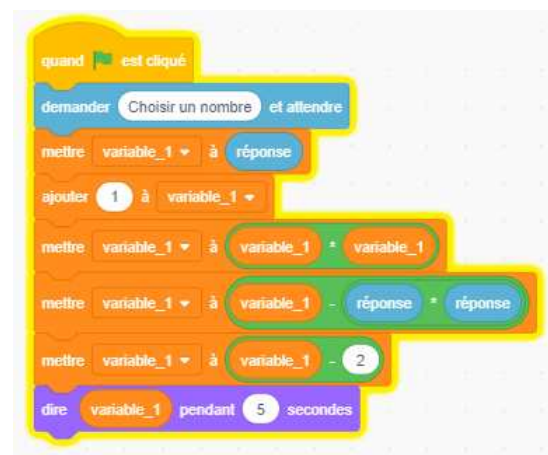 quand est cliqué
demander Choisir un nombre et attendre
mettre variable_1 à réponse
ajouter 1 à variable_1
mettre variable_1 à variable_1 * variable_1
mettre variable_1 à variable_1 - réponse * réponse
mettre variable_1 à variable_1 - 2
dire variable_1 pendant 5 secondes